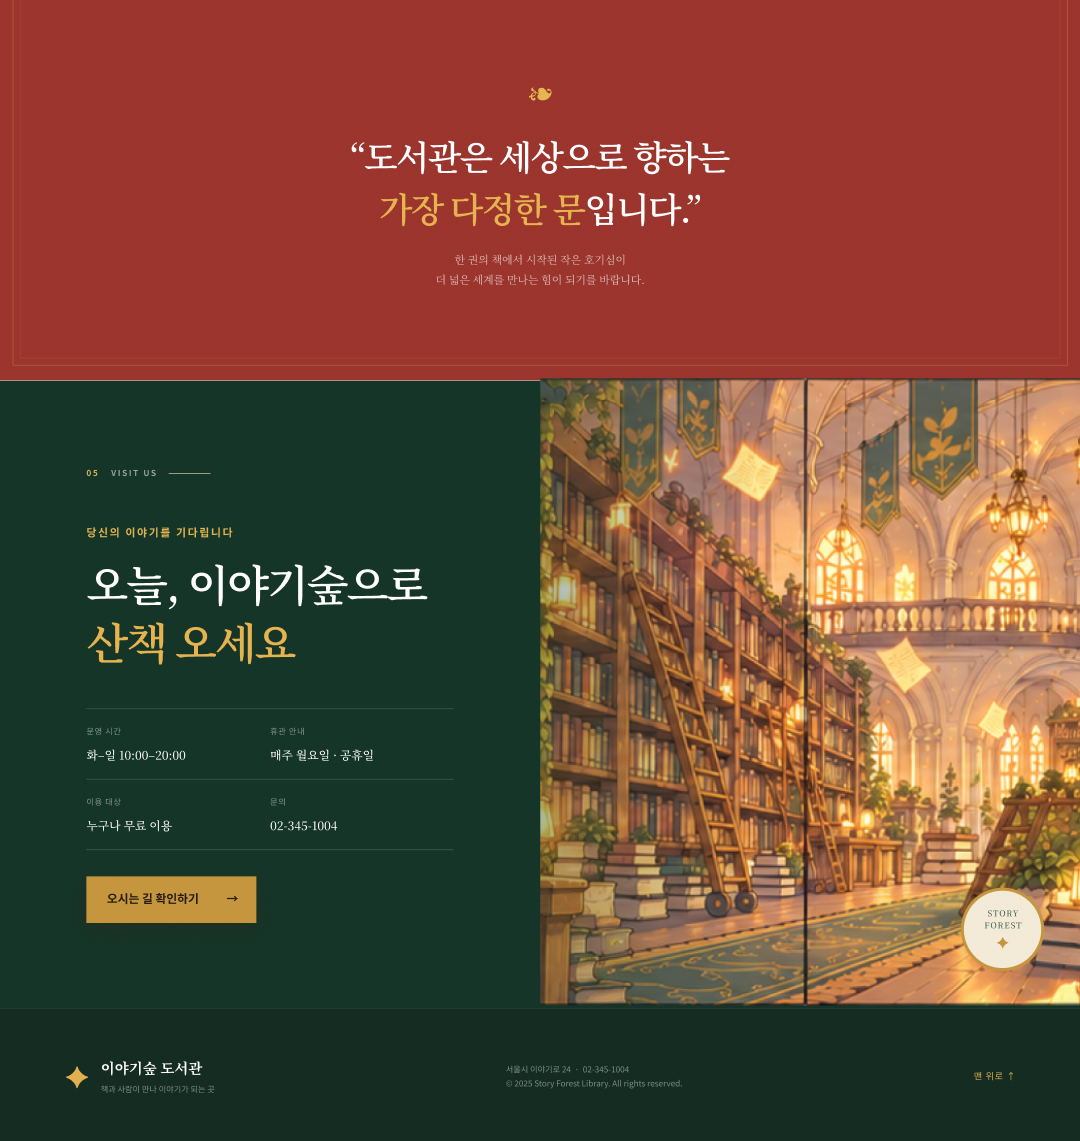 “도서관은 세상으로 향하는
가장 다정한 문입니다.”
한 권의 책에서 시작된 작은 호기심이
더 넓은 세계를 만나는 힘이 되기를 바랍니다.
05 VISIT US
당신의 이야기를 기다립니다
오늘, 이야기숲으로
산책 오세요
운영 시간
화–일 10:00–20:00
휴관 안내
매주 월요일 · 공휴일
이용 대상
누구나 무료 이용
문의
02-345-1004
오시는 길 확인하기 →
STORY
FOREST
이야기숲 도서관
책과 사람이 만나 이야기가 되는 곳
서울시 이야기로 24 · 02-345-1004
© 2025 Story Forest Library. All rights reserved.
맨 위로 ↑